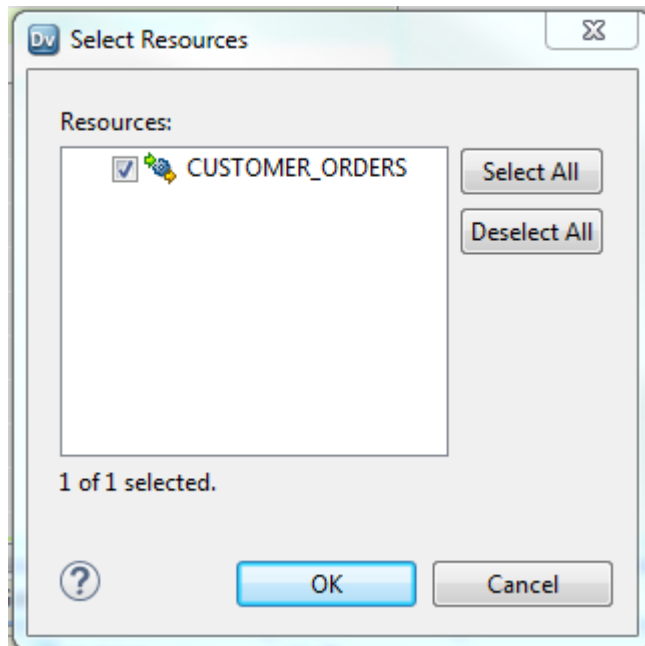 Dv Select Resources
Resources:
CUSTOMER_ORDERS
Select All
Deselect All
1 of 1 selected.
?
OK
Cancel